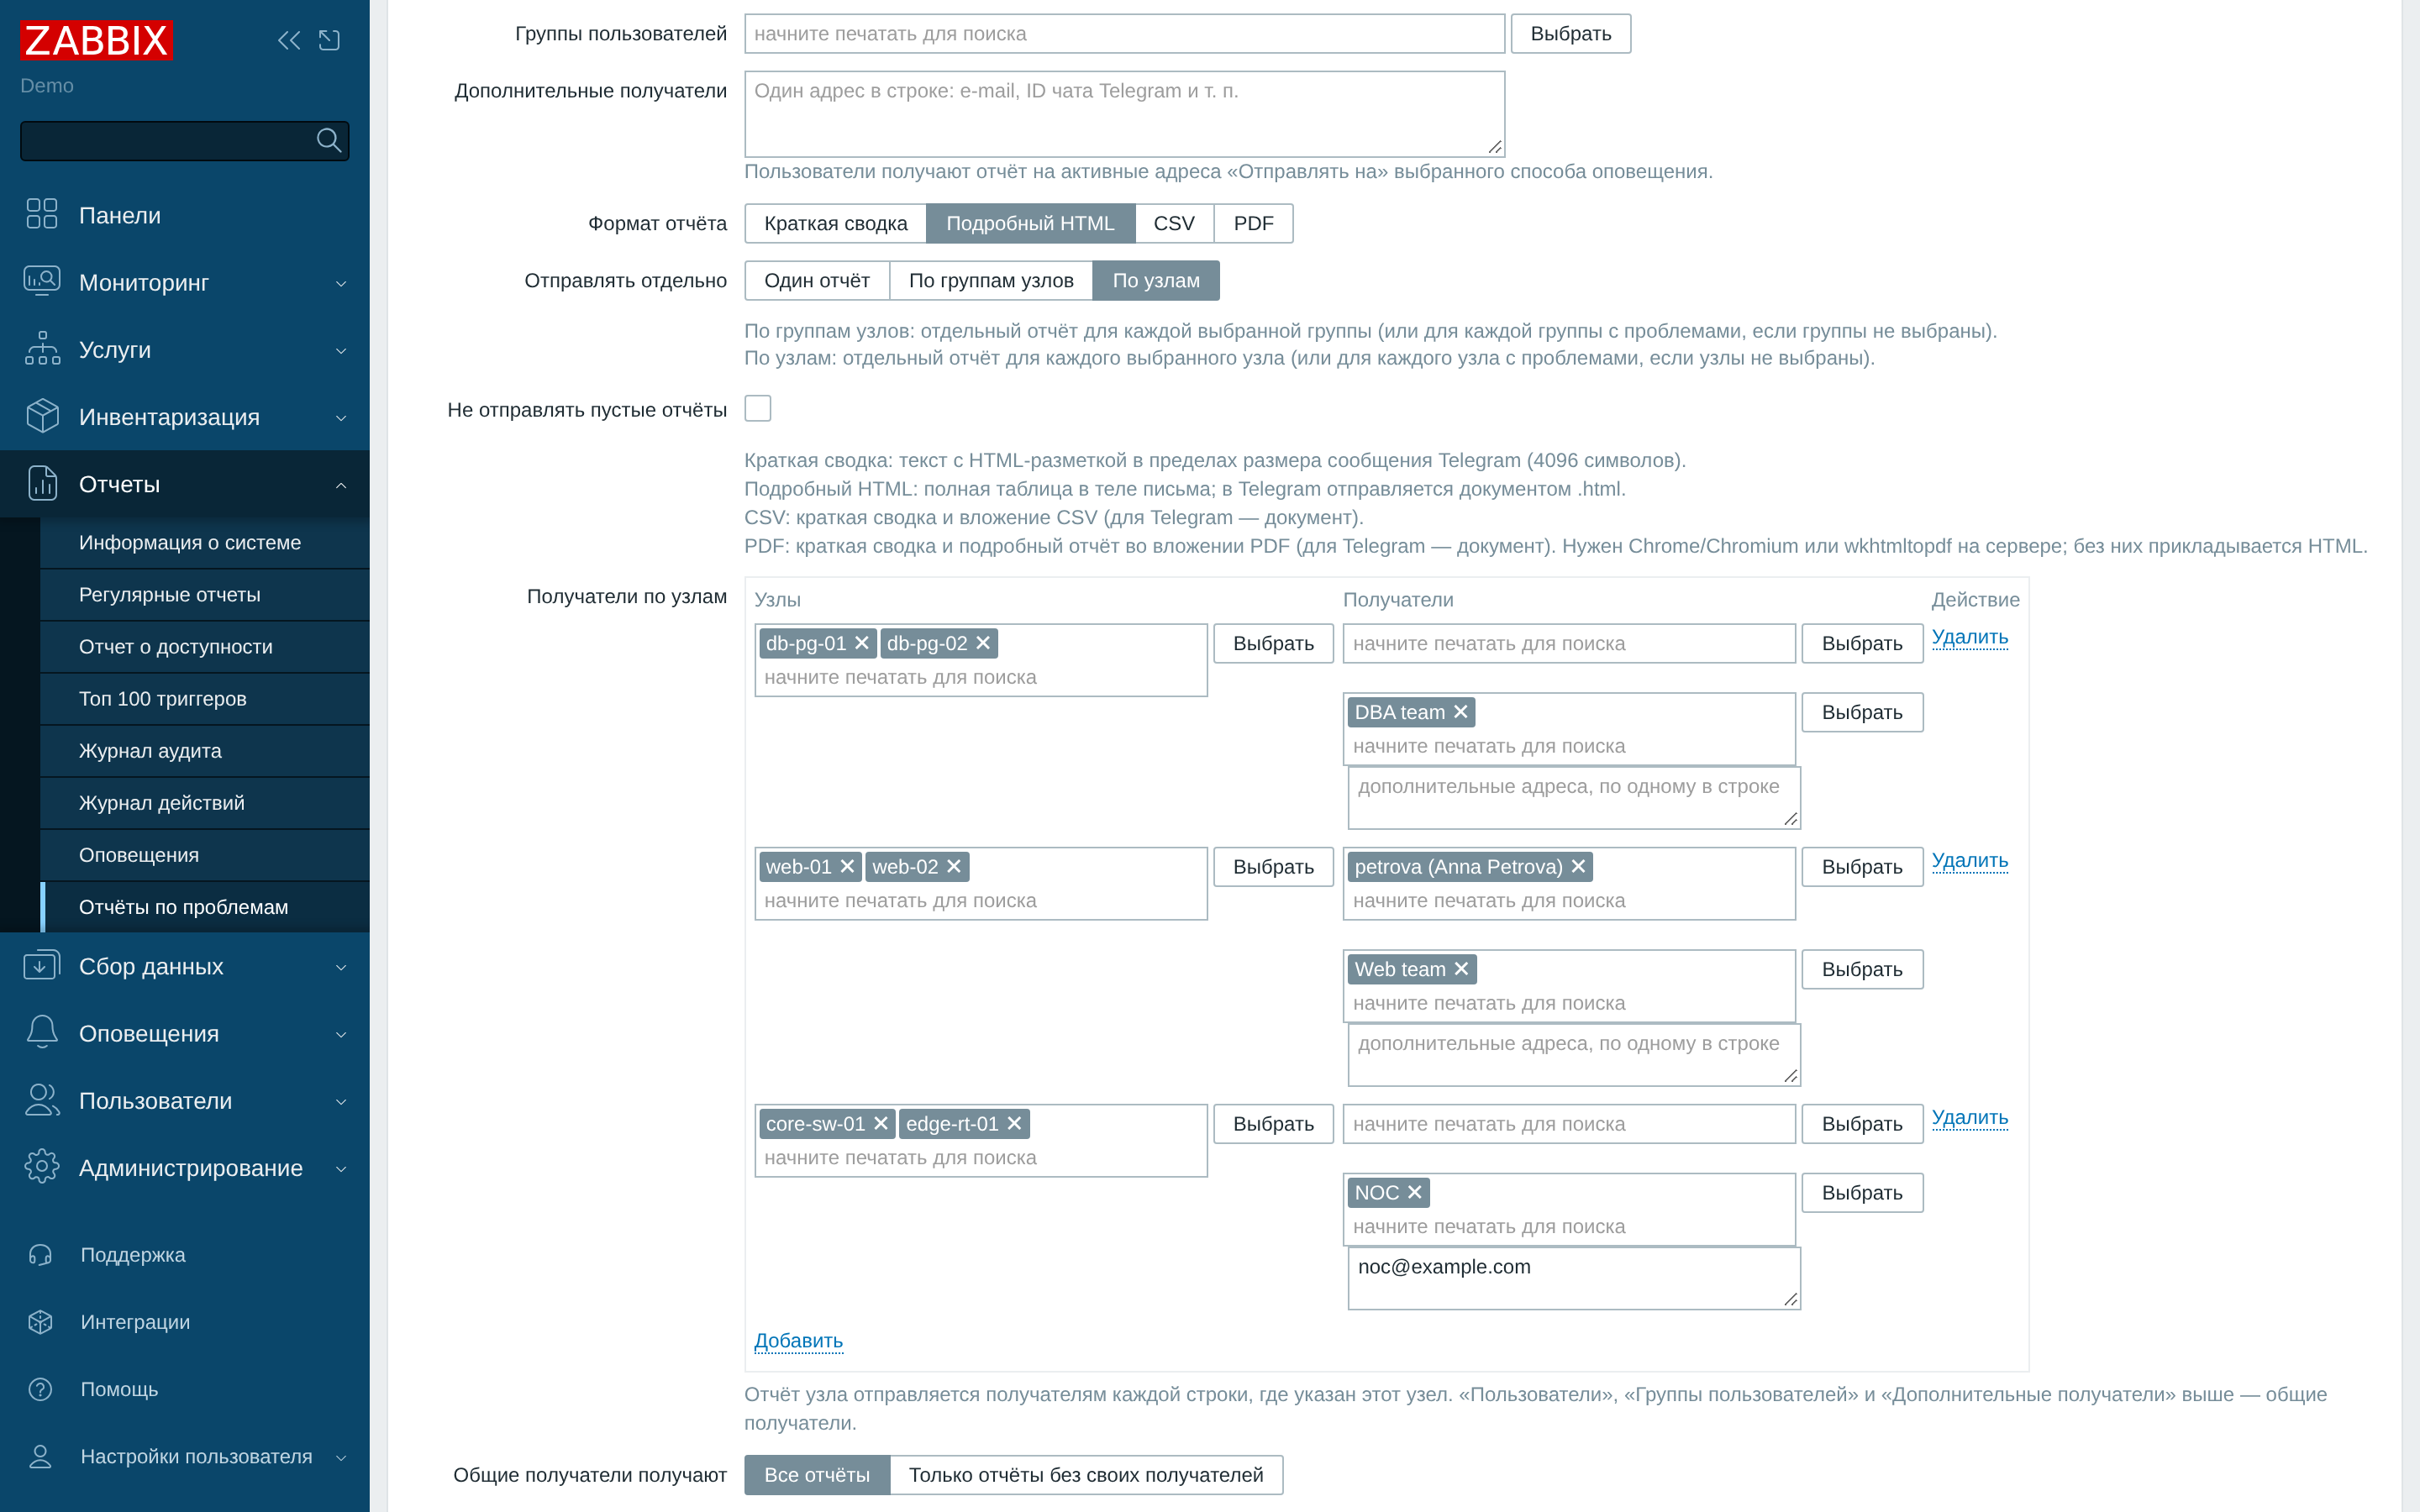 ZABBIX
Demo
Панели
Мониторинг
Услуги
Инвентаризация
Отчеты
Информация о системе
Регулярные отчеты
Отчет о доступности
Топ 100 триггеров
Журнал аудита
Журнал действий
Оповещения
Отчёты по проблемам
Сбор данных
Оповещения
Пользователи
Администрирование
Поддержка
Интеграции
Помощь
Настройки пользователя
Группы пользователей начните печатать для поиска Выбрать
Дополнительные получатели Один адрес в строке: e-mail, ID чата Telegram и т. п.
Пользователи получают отчёт на активные адреса «Отправлять на» выбранного способа оповещения.
Формат отчёта Краткая сводка Подробный HTML CSV PDF
Отправлять отдельно Один отчёт По группам узлов По узлам
По группам узлов: отдельный отчёт для каждой выбранной группы (или для каждой группы с проблемами, если группы не выбраны).
По узлам: отдельный отчёт для каждого выбранного узла (или для каждого узла с проблемами, если узлы не выбраны).
Не отправлять пустые отчёты
Краткая сводка: текст с HTML-разметкой в пределах размера сообщения Telegram (4096 символов).
Подробный HTML: полная таблица в теле письма; в Telegram отправляется документом .html.
CSV: краткая сводка и вложение CSV (для Telegram — документ).
PDF: краткая сводка и подробный отчёт во вложении PDF (для Telegram — документ). Нужен Chrome/Chromium или wkhtmltopdf на сервере; без них прикладывается HTML.
Получатели по узлам Узлы Получатели Действие
db-pg-01 db-pg-02 Выбрать начните печатать для поиска Выбрать Удалить
начните печатать для поиска
DBA team Выбрать
начните печатать для поиска
дополнительные адреса, по одному в строке
web-01 web-02 Выбрать petrova (Anna Petrova) Выбрать Удалить
начните печатать для поиска начните печатать для поиска
Web team Выбрать
начните печатать для поиска
дополнительные адреса, по одному в строке
core-sw-01 edge-rt-01 Выбрать начните печатать для поиска Выбрать Удалить
начните печатать для поиска
NOC Выбрать
начните печатать для поиска
noc@example.com
Добавить
Отчёт узла отправляется получателям каждой строки, где указан этот узел. «Пользователи», «Группы пользователей» и «Дополнительные получатели» выше — общие
получатели.
Общие получатели получают Все отчёты Только отчёты без своих получателей